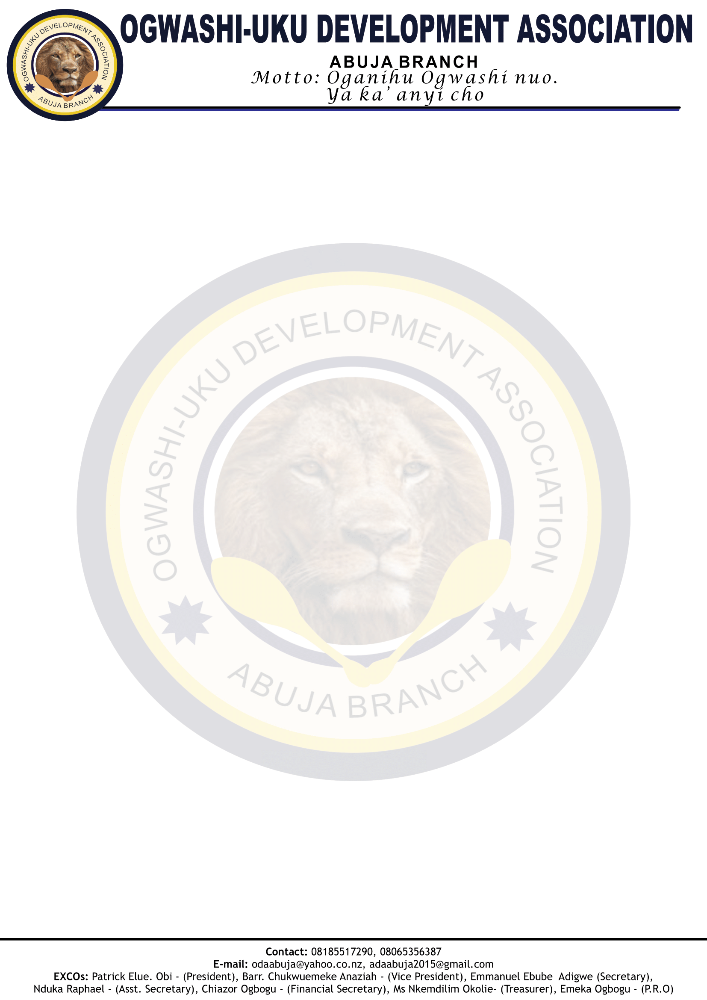 OGWASHI-UKU DEVELOPMENT ASSOCIATION
ABUJA BRANCH
OGWASHI-UKU DEVELOPMENT ASSOCIATION
ABUJA BRANCH
Motto: Oganihu Ogwashi nuo.
Ya ka' anyi cho
OGWASHI-UKU DEVELOPMENT ASSOCIATION
ABUJA BRANCH
Contact: 08185517290, 08065356387
E-mail: odaabuja@yahoo.co.nz, adaabuja2015@gmail.com
EXCOs: Patrick Elue. Obi - (President), Barr. Chukwuemeke Anaziah - (Vice President), Emmanuel Ebube  Adigwe (Secretary),
Nduka Raphael - (Asst. Secretary), Chiazor Ogbogu - (Financial Secretary), Ms Nkemdilim Okolie- (Treasurer), Emeka Ogbogu - (P.R.O)